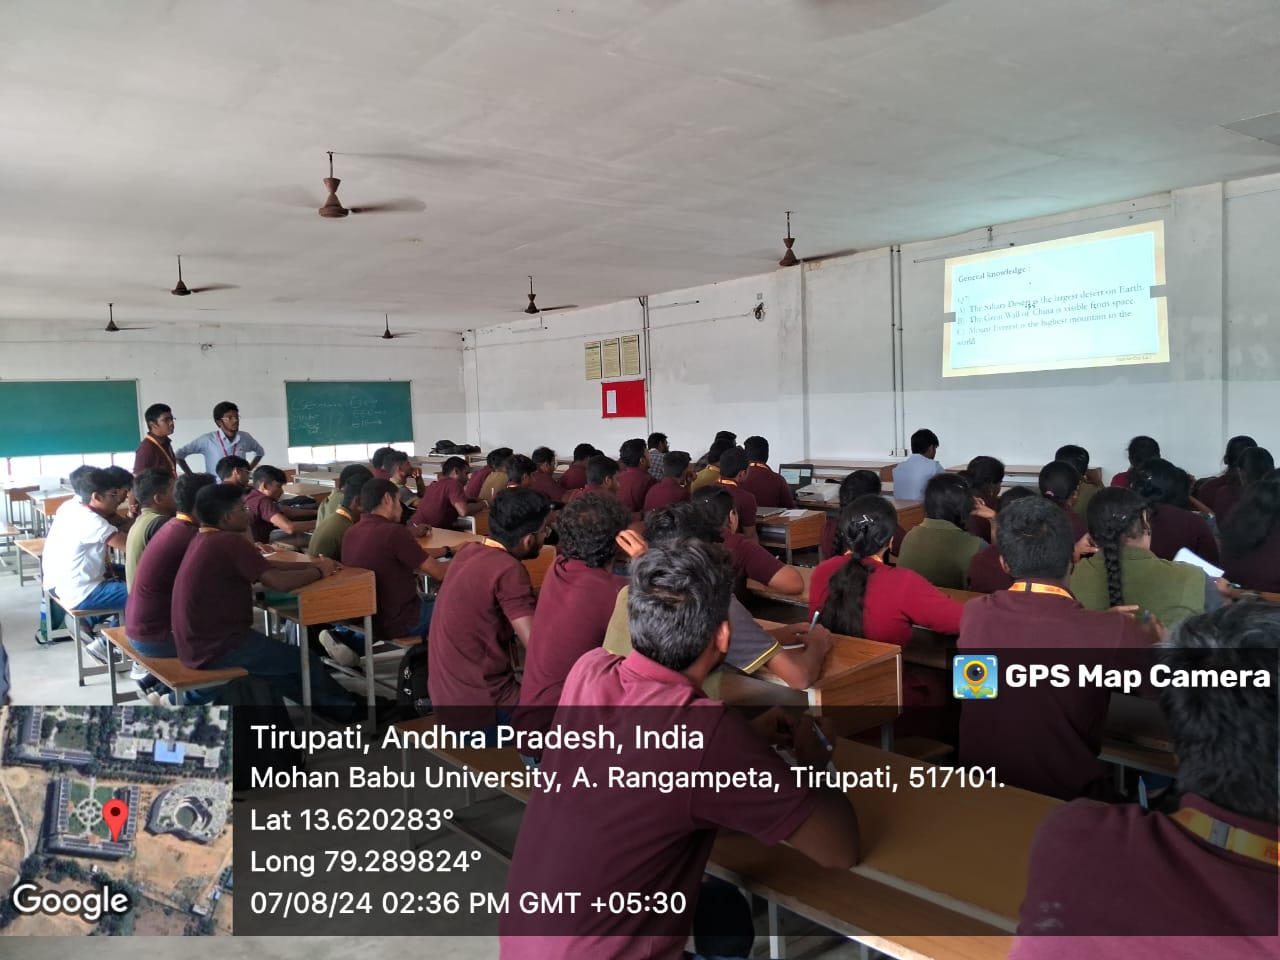 General knowledge :
Q7)
A) The Sahara Desert is the largest desert on Earth.
B) The Great Wall of China is visible from space.
C) Mount Everest is the highest mountain in the
world
GPS Map Camera
Tirupati, Andhra Pradesh, India
Mohan Babu University, A. Rangampeta, Tirupati, 517101.
Lat 13.620283°
Long 79.289824°
07/08/24 02:36 PM GMT +05:30
Google